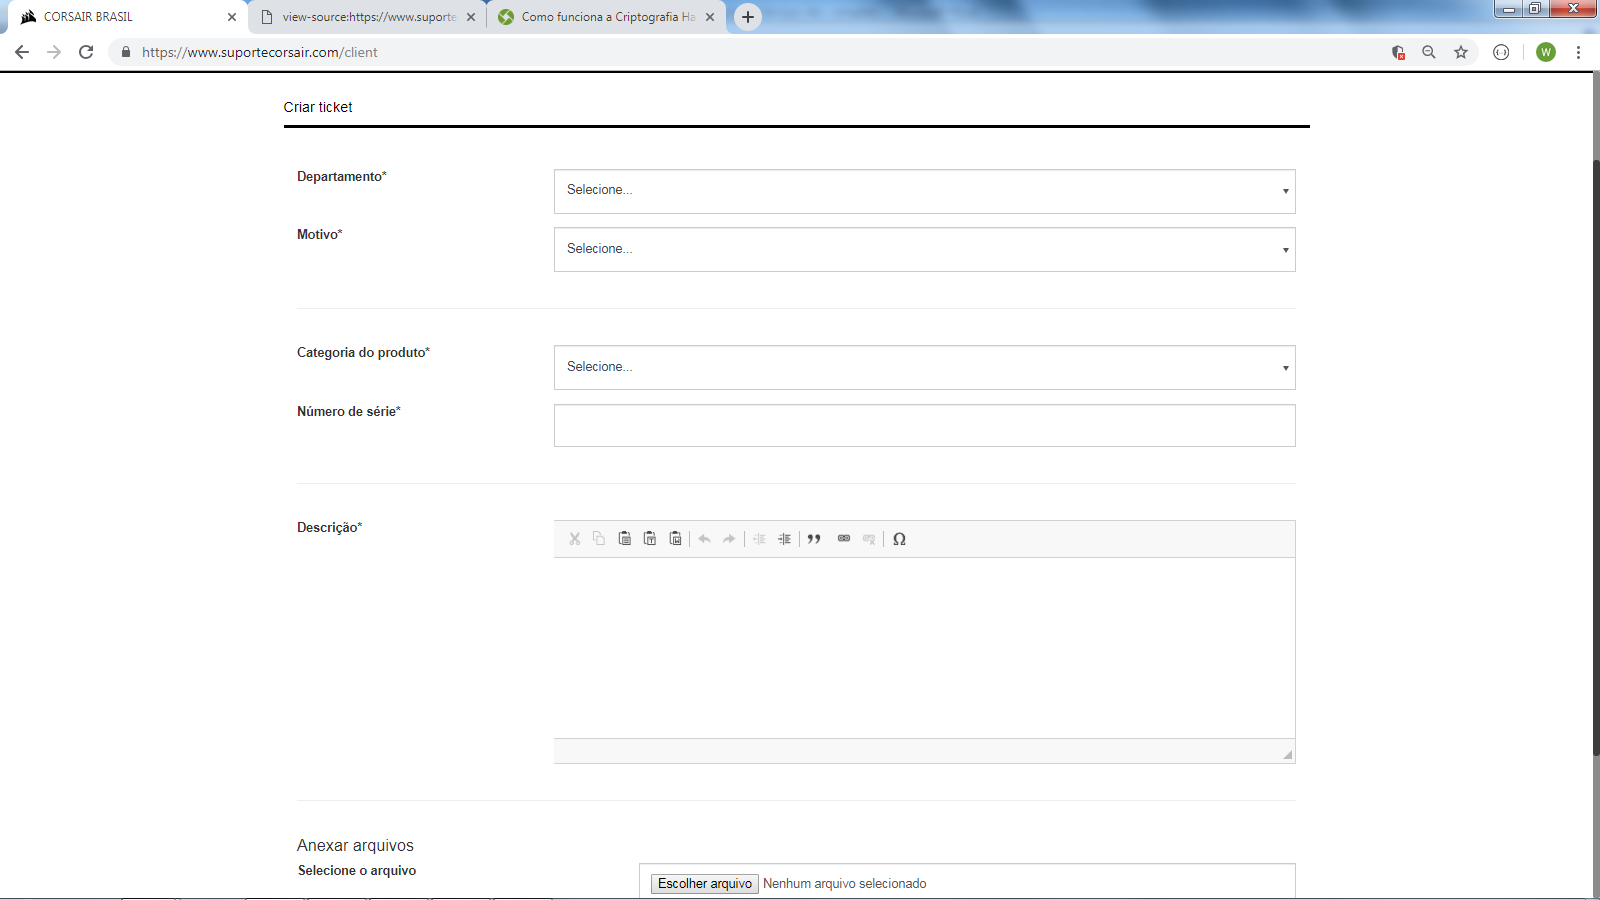 CORSAIR BRASIL
view-source:https://www.suporte
Como funciona a Criptografia Ha
https://www.suportecorsair.com/client
W
Criar ticket
Departamento*
Selecione...
Motivo*
Selecione...
Categoria do produto*
Selecione...
Número de série*
Descrição*
Anexar arquivos
Selecione o arquivo
Escolher arquivo Nenhum arquivo selecionado